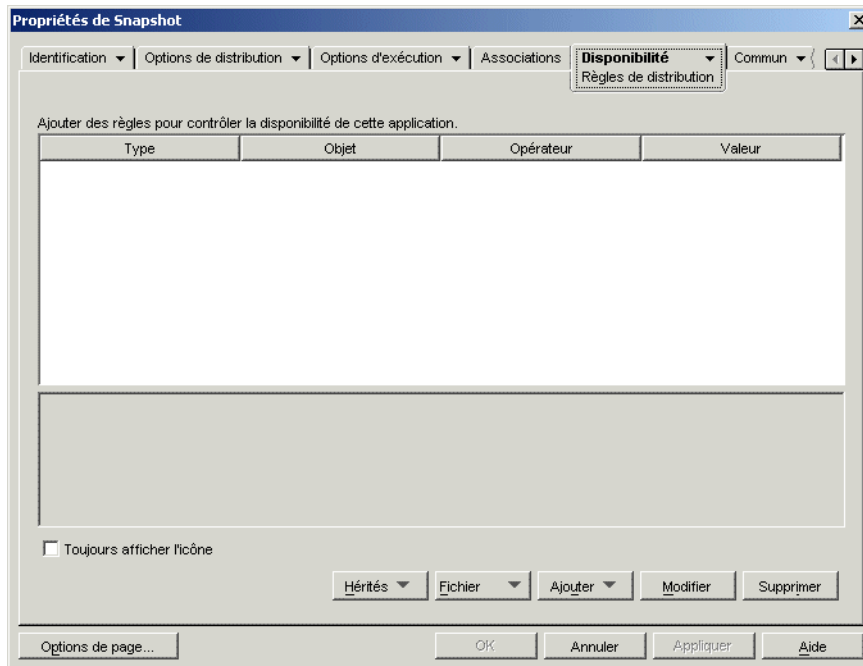 Propriétés de Snapshot
Identification Options de distribution Options d'exécution Associations Disponibilité Commun
Règles de distribution
Ajouter des règles pour contrôler la disponibilité de cette application.
Type Objet Opérateur Valeur
Toujours afficher l'icône
Hérités Fichier Ajouter Modifier Supprimer
Options de page... OK Annuler Appliquer Aide